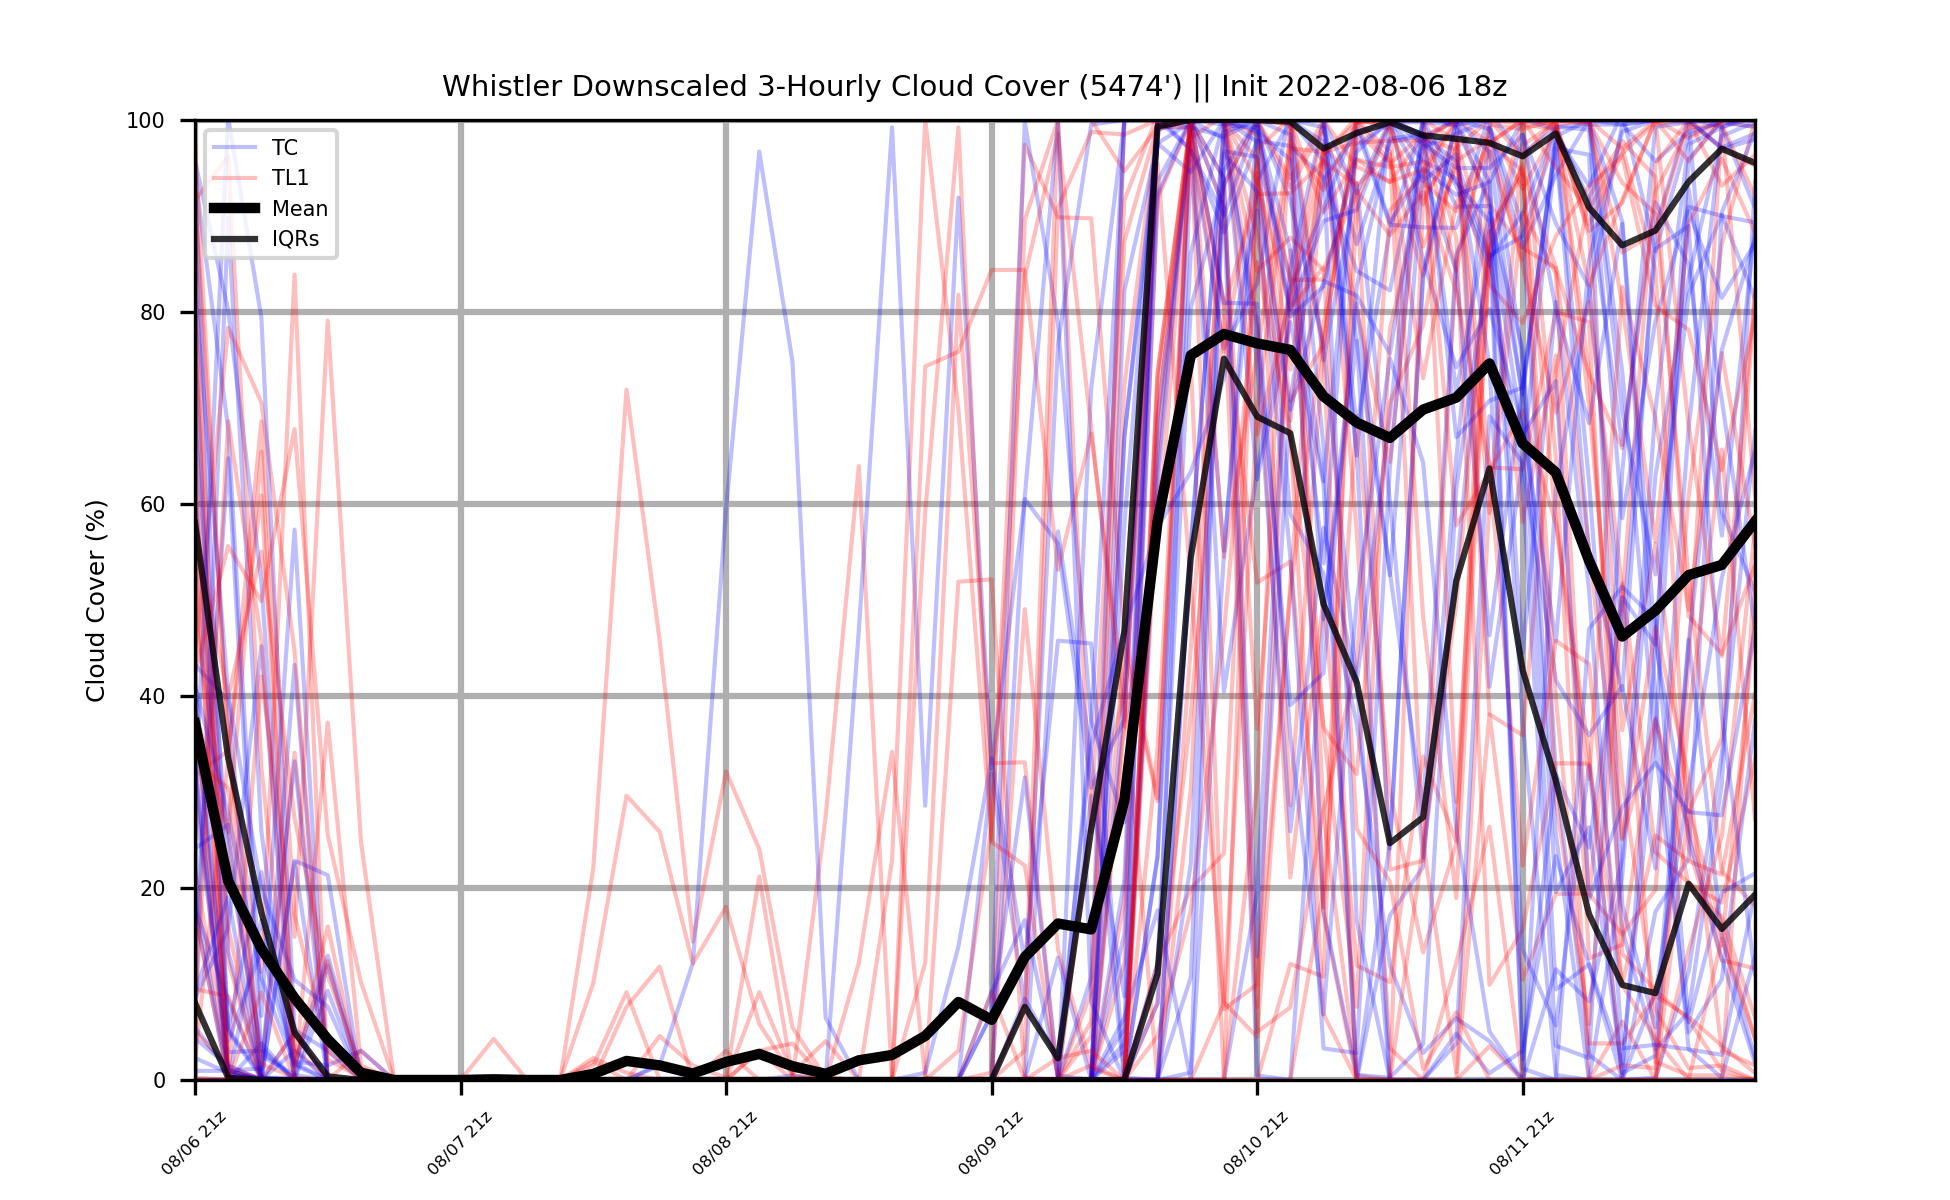 Whistler Downscaled 3-Hourly Cloud Cover (5474') || Init 2022-08-06 18z
TC
TL1
Mean
IQRs
Cloud Cover (%)
100
80
60
40
20
0
08/06 21z
08/07 21z
08/08 21z
08/09 21z
08/10 21z
08/11 21z